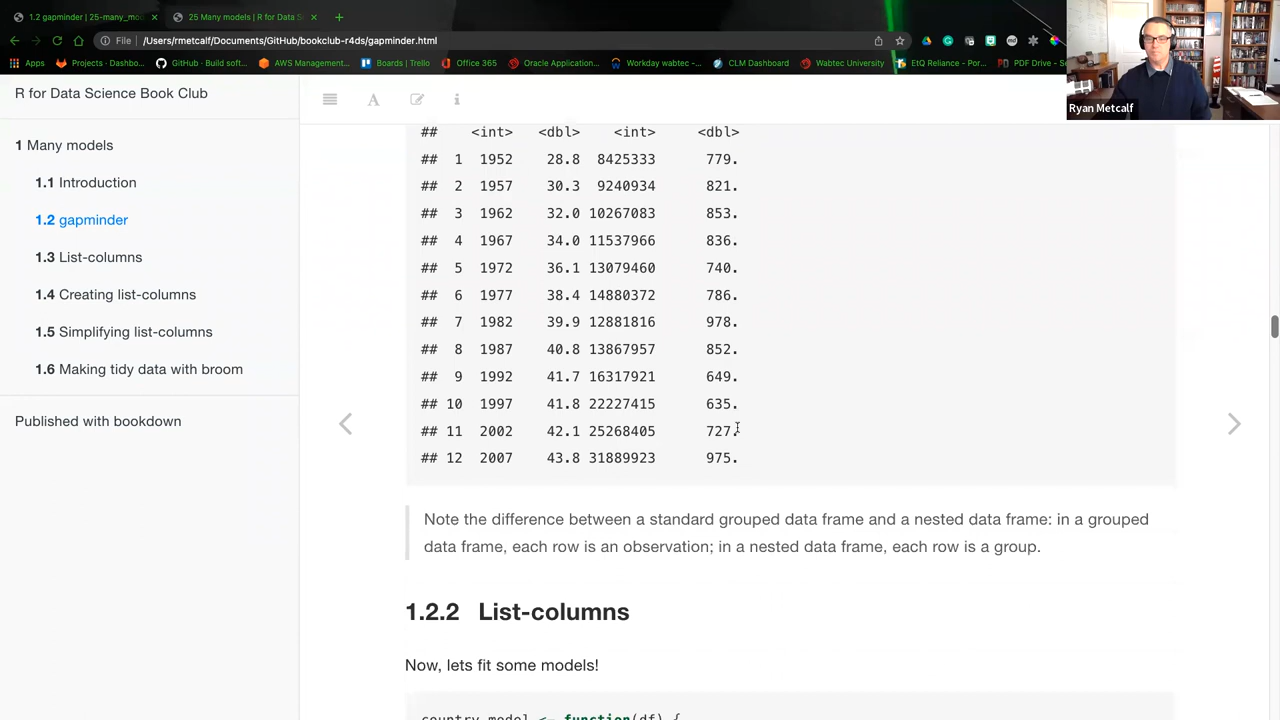 1.2 gapminder | 25-many_mod
25 Many models | R for Data S
File /Users/rmetcalf/Documents/GitHub/bookclub-r4ds/gapminder.html
Apps Projects · Dashbo... GitHub · Build soft... AWS Management... Boards | Trello Office 365 Oracle Application... Workday wabtec -... CLM Dashboard Wabtec University EtQ Reliance - Por... PDF Drive - Se
Ryan Metcalf
R for Data Science Book Club
1 Many models
1.1 Introduction
1.2 gapminder
1.3 List-columns
1.4 Creating list-columns
1.5 Simplifying list-columns
1.6 Making tidy data with broom
Published with bookdown
## <int> <dbl> <int> <dbl>
## 1 1952 28.8 8425333 779.
## 2 1957 30.3 9240934 821.
## 3 1962 32.0 10267083 853.
## 4 1967 34.0 11537966 836.
## 5 1972 36.1 13079460 740.
## 6 1977 38.4 14880372 786.
## 7 1982 39.9 12881816 978.
## 8 1987 40.8 13867957 852.
## 9 1992 41.7 16317921 649.
## 10 1997 41.8 22227415 635.
## 11 2002 42.1 25268405 727.
## 12 2007 43.8 31889923 975.
Note the difference between a standard grouped data frame and a nested data frame: in a grouped
data frame, each row is an observation; in a nested data frame, each row is a group.
1.2.2 List-columns
Now, lets fit some models!
country_model <- function(df) {